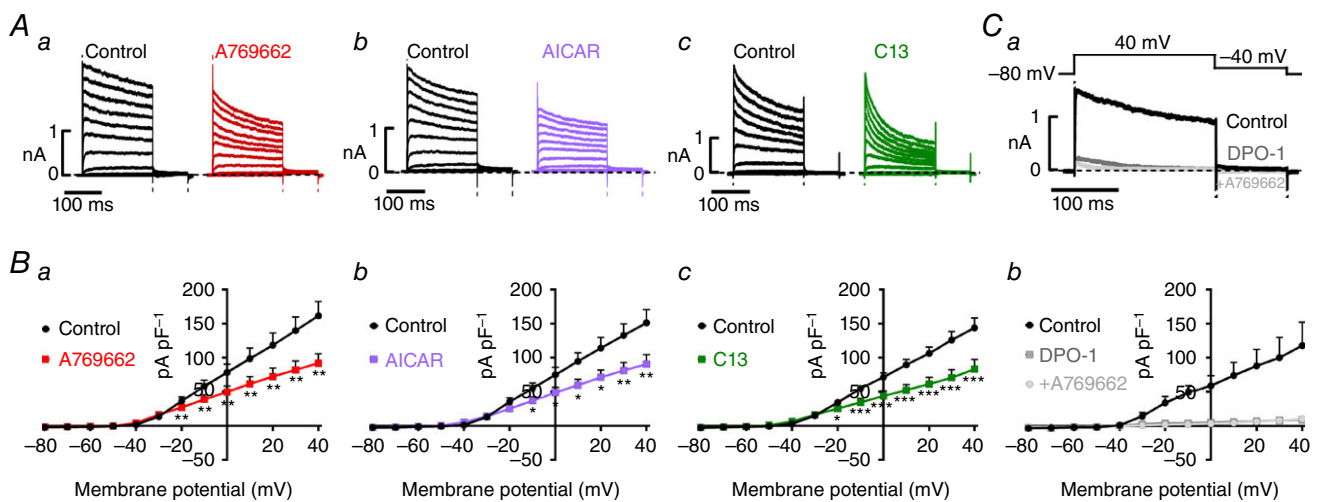 A a b c C a
Control A769662 Control AICAR Control C13
40 mV
–80 mV –40 mV
1 nA 0 100 ms
1 nA 0 100 ms
1 nA 0 100 ms
1 nA 0 100 ms
Control
DPO-1
+A769662
B a b c b
200 150 100 50 –50
pA pF⁻¹
Control
A769662
** ** ** ** ** ** **
–80 –60 –40 –20 20 40
Membrane potential (mV)
200 150 100 50 –50
pA pF⁻¹
Control
AICAR
* * * ** **
–80 –60 –40 –20 20 40
Membrane potential (mV)
200 150 100 50 –50
pA pF⁻¹
Control
C13
* *** *** *** *** *** ***
–80 –60 –40 –20 20 40
Membrane potential (mV)
200 150 100 50 –50
pA pF⁻¹
Control
DPO-1
+A769662
–80 –60 –40 –20 20 40
Membrane potential (mV)